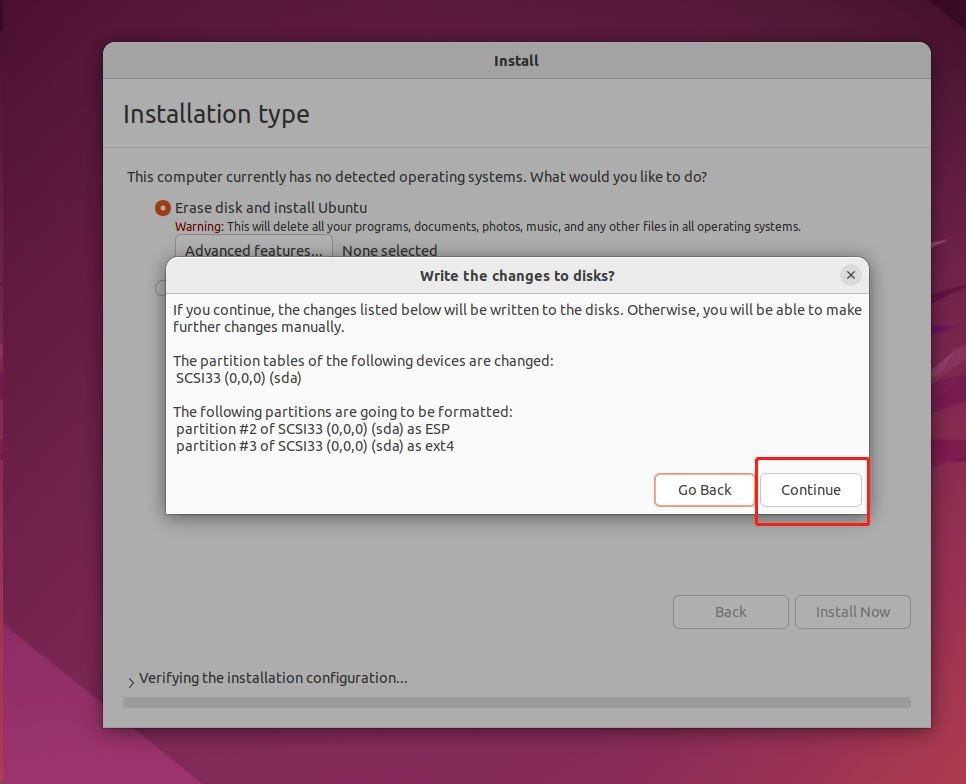 Install
Installation type
This computer currently has no detected operating systems. What would you like to do?
Erase disk and install Ubuntu
Warning: This will delete all your programs, documents, photos, music, and any other files in all operating systems.
Advanced features... None selected
Write the changes to disks?
If you continue, the changes listed below will be written to the disks. Otherwise, you will be able to make
further changes manually.
The partition tables of the following devices are changed:
SCSI33 (0,0,0) (sda)
The following partitions are going to be formatted:
partition #2 of SCSI33 (0,0,0) (sda) as ESP
partition #3 of SCSI33 (0,0,0) (sda) as ext4
Go Back Continue
Back Install Now
Verifying the installation configuration...